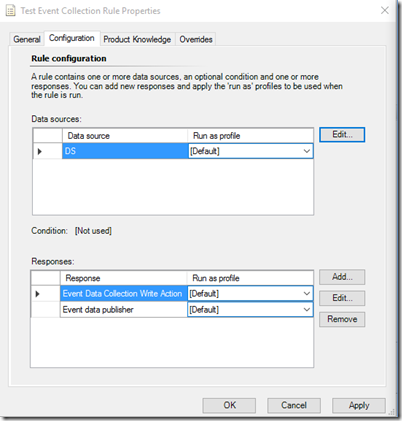 Test Event Collection Rule Properties
General Configuration Product Knowledge Overrides
Rule configuration
A rule contains one or more data sources, an optional condition and one or more
responses. You can add new responses and apply the 'run as' profiles to be used when
the rule is run.
Data sources:
Data source Run as profile
DS [Default]
Edit...
Condition: [Not used]
Responses:
Response Run as profile
Event Data Collection Write Action [Default]
Event data publisher [Default]
Add...
Edit...
Remove
OK Cancel Apply